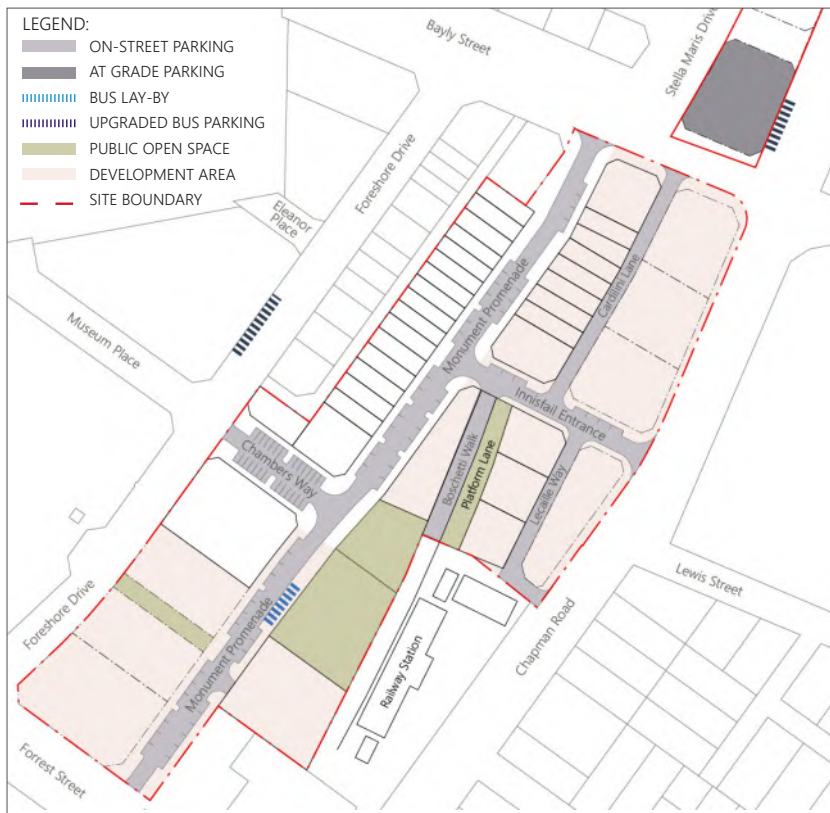 LEGEND:
ON-STREET PARKING
AT GRADE PARKING
BUS LAY-BY
UPGRADED BUS PARKING
PUBLIC OPEN SPACE
DEVELOPMENT AREA
SITE BOUNDARY
Bayly Street
Stella Maris Drive
Foreshore Drive
Eleanor
Place
Museum Place
Monument Promenade
Cardilini Lane
Innisfail Entrance
Chambers Way
Boschetti Walk
Platform Lane
Lecaille Way
Lewis Street
Foreshore Drive
Monument Promenade
Railway Station
Chapman Road
Forrest Street